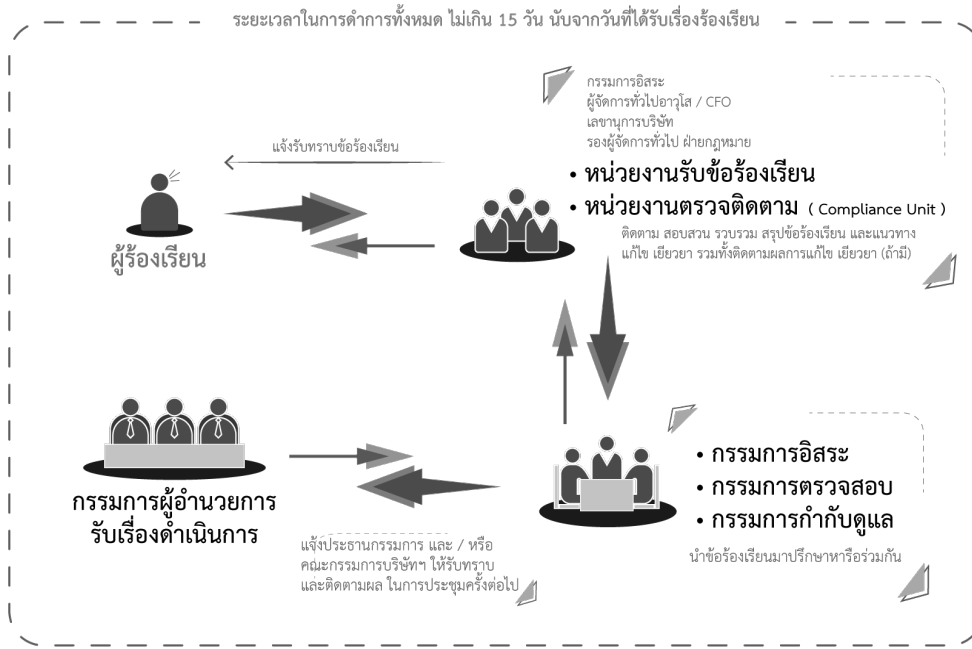 ระยะเวลาในการดำการทั้งหมด ไม่เกิน 15 วัน นับจากวันที่ได้รับเรื่องร้องเรียน
กรรมการอิสระ
ผู้จัดการทั่วไปอาวุโส / CFO
เลขานุการบริษัท
รองผู้จัดการทั่วไป ฝ่ายกฎหมาย
แจ้งรับทราบข้อร้องเรียน
• หน่วยงานรับข้อร้องเรียน
• หน่วยงานตรวจติดตาม ( Compliance Unit )
ติดตาม สอบสวน รวบรวม สรุปข้อร้องเรียน และแนวทาง
แก้ไข เยียวยา รวมทั้งติดตามผลการแก้ไข เยียวยา (ถ้ามี)
ผู้ร้องเรียน
• กรรมการอิสระ
• กรรมการตรวจสอบ
• กรรมการกำกับดูแล
นำข้อร้องเรียนมาปรึกษาหารือร่วมกัน
กรรมการผู้อำนวยการ
รับเรื่องดำเนินการ
แจ้งประธานกรรมการ และ / หรือ
คณะกรรมการบริษัทฯ ให้รับทราบ
และติดตามผล ในการประชุมครั้งต่อไป